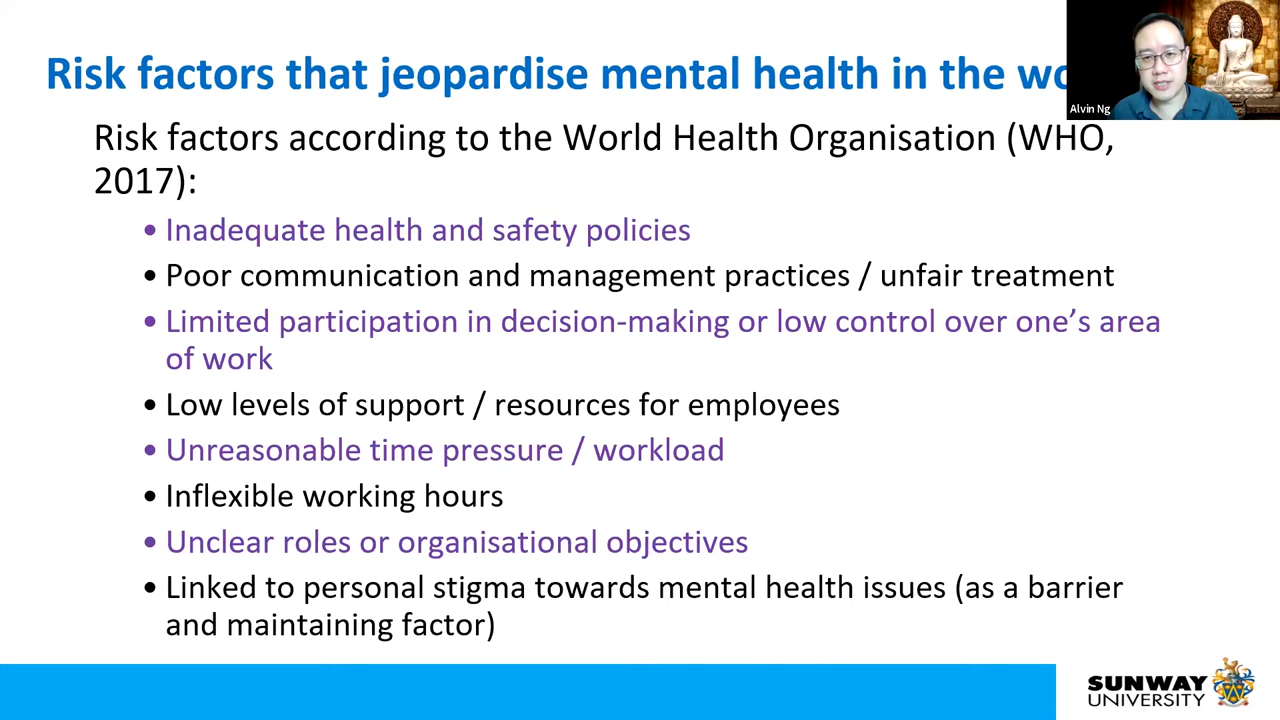 Risk factors that jeopardise mental health in the wo
Alvin Ng
Risk factors according to the World Health Organisation (WHO,
2017):
• Inadequate health and safety policies
• Poor communication and management practices / unfair treatment
• Limited participation in decision-making or low control over one’s area
of work
• Low levels of support / resources for employees
• Unreasonable time pressure / workload
• Inflexible working hours
• Unclear roles or organisational objectives
• Linked to personal stigma towards mental health issues (as a barrier
and maintaining factor)
SUNWAY
UNIVERSITY